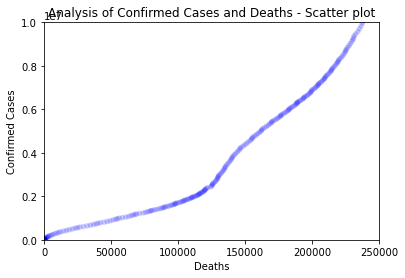 Analysis of Confirmed Cases and Deaths - Scatter plot
1e7
1.0
0.8
0.6
0.4
0.2
0.0
Confirmed Cases
0 50000 100000 150000 200000 250000
Deaths